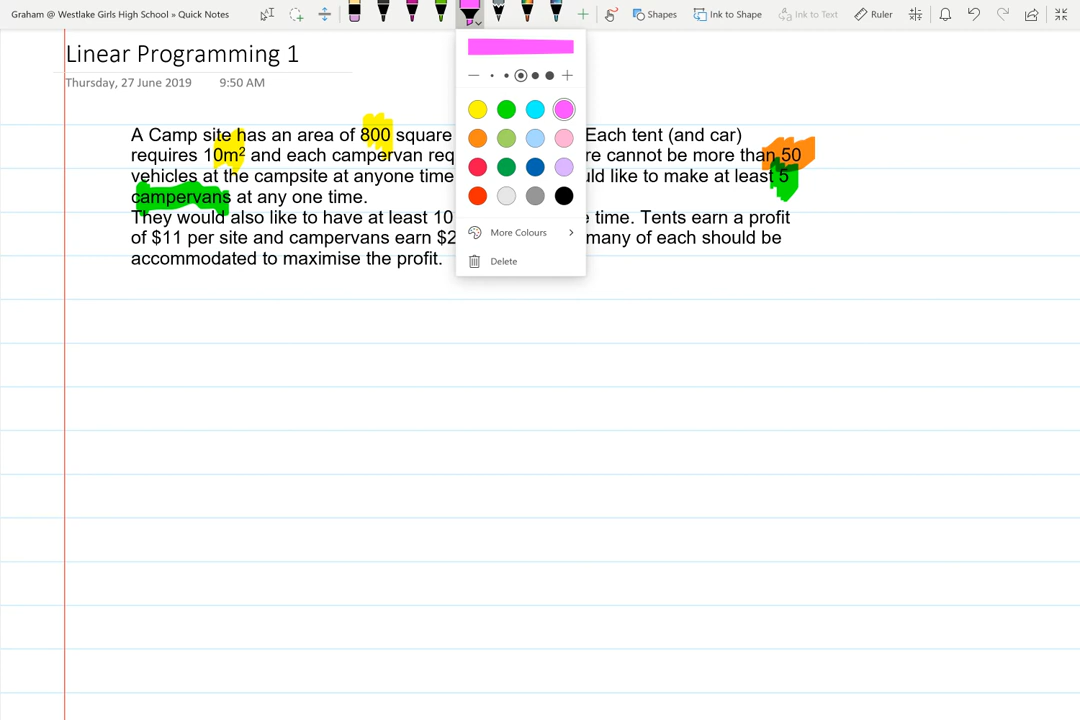 Graham @ Westlake Girls High School » Quick Notes
Shapes
Ink to Shape
Ink to Text
Ruler
Linear Programming 1
Thursday, 27 June 2019 9:50 AM
A Camp site has an area of 800 square Each tent (and car)
requires 10m² and each campervan req re cannot be more than 50
vehicles at the campsite at anyone time uld like to make at least 5
campervans at any one time.
They would also like to have at least 10 e time. Tents earn a profit
of $11 per site and campervans earn $2 many of each should be
accommodated to maximise the profit.
More Colours
Delete